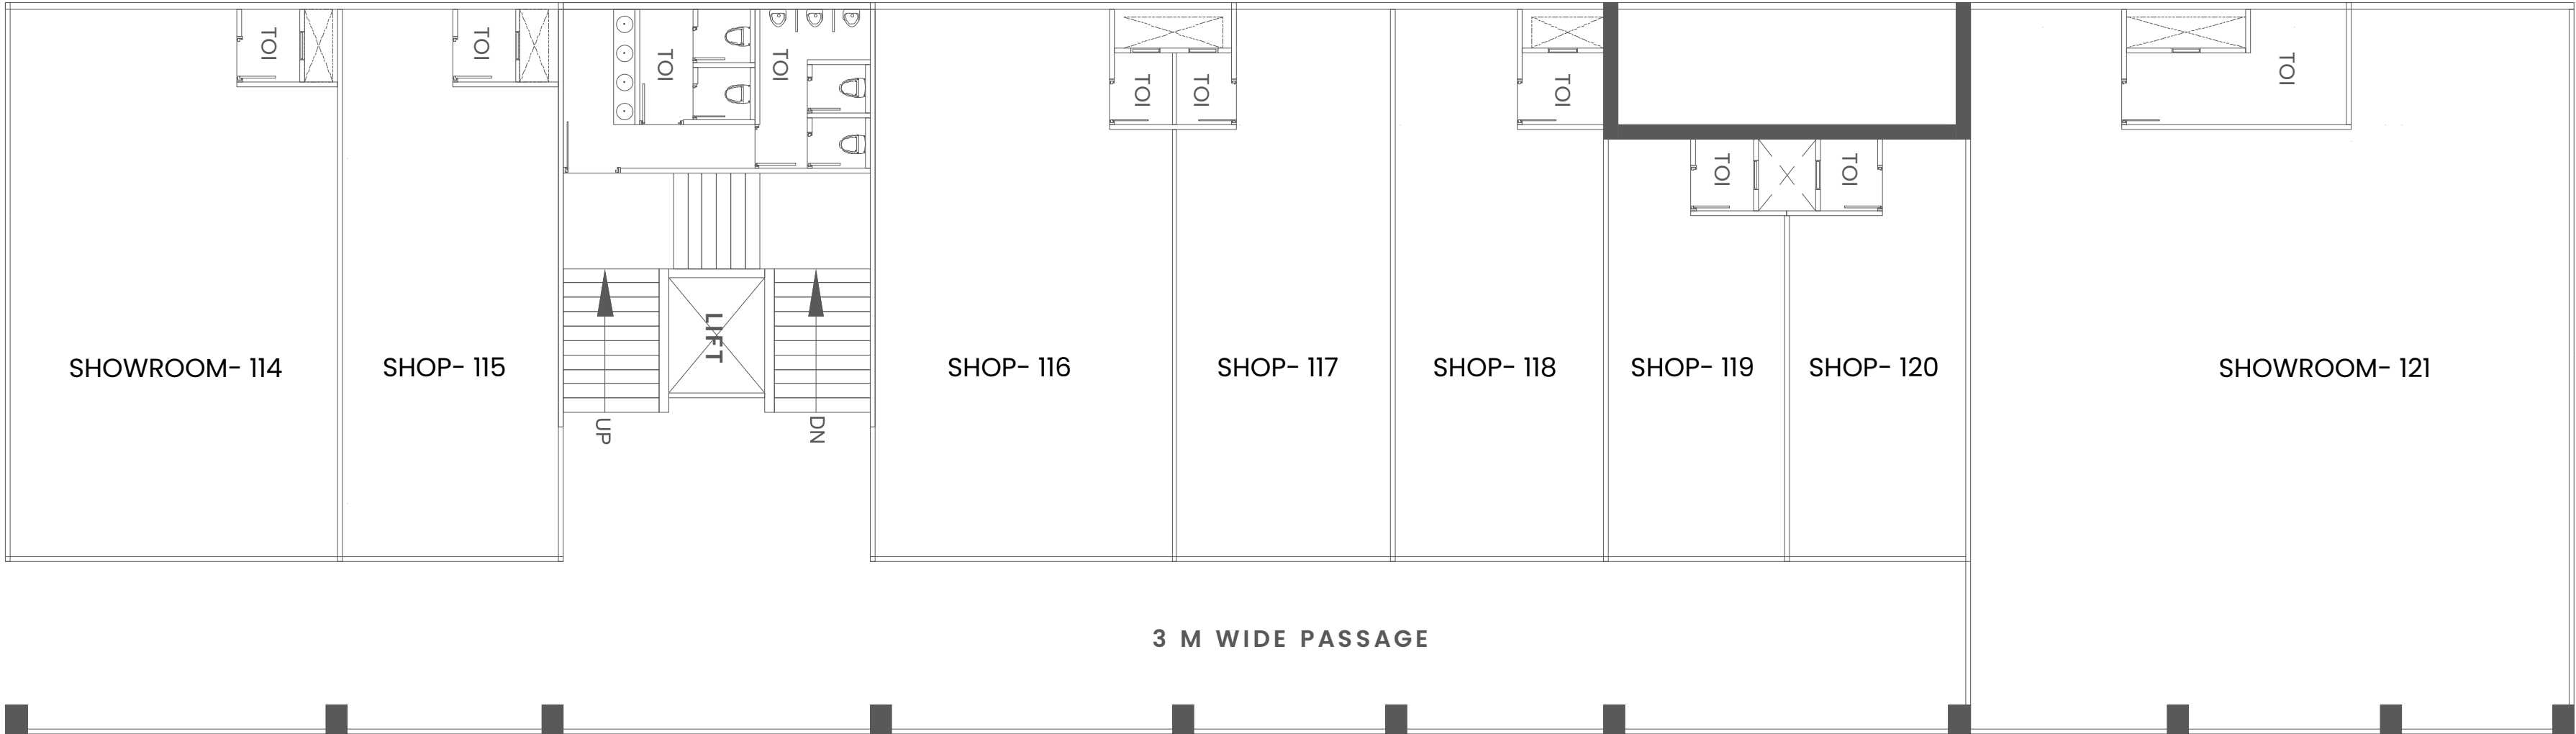 TOI
TOI
TOI
TOI
TOI
TOI
TOI
TOI
TOI
TOI
LIFT
SHOWROOM- 114
SHOP- 115
SHOP- 116
SHOP- 117
SHOP- 118
SHOP- 119
SHOP- 120
SHOWROOM- 121
UP
DN
3 M WIDE PASSAGE